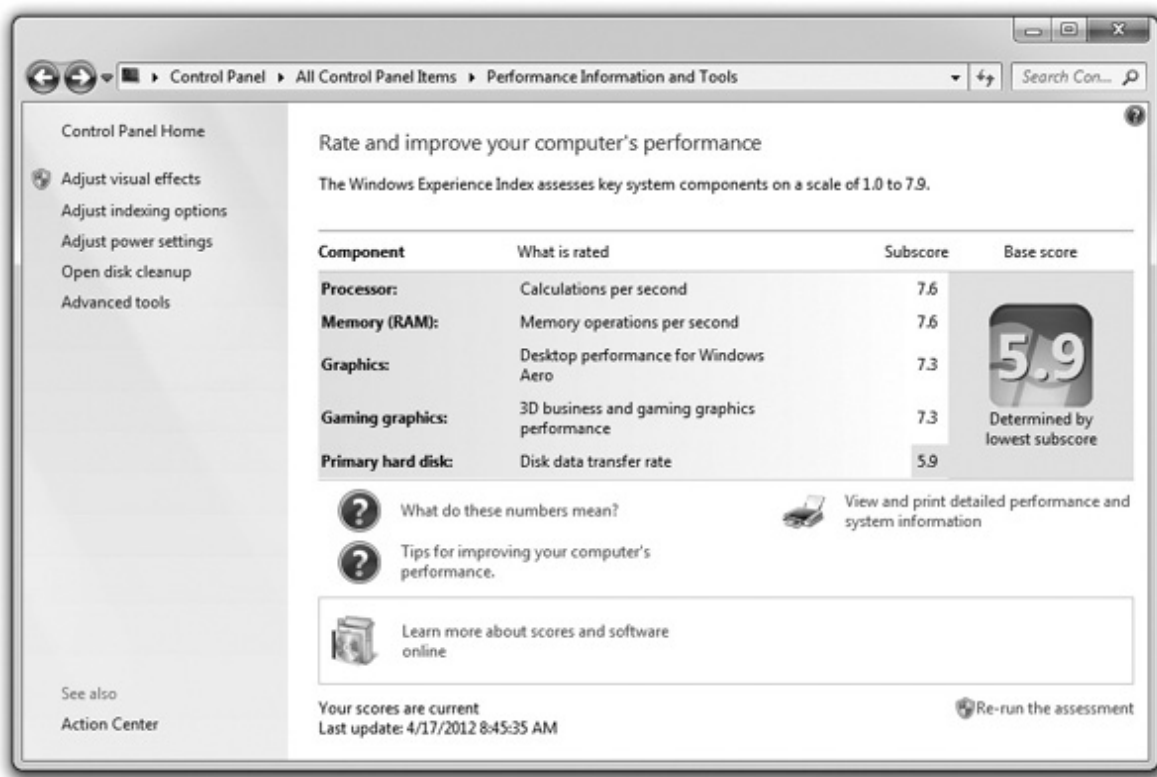 Control Panel ▸ All Control Panel Items ▸ Performance Information and Tools
Search Con...
Control Panel Home
Adjust visual effects
Adjust indexing options
Adjust power settings
Open disk cleanup
Advanced tools
See also
Action Center
Rate and improve your computer's performance
The Windows Experience Index assesses key system components on a scale of 1.0 to 7.9.
Component What is rated Subscore Base score
Processor: Calculations per second 7.6
Memory (RAM): Memory operations per second 7.6
Graphics: Desktop performance for Windows
Aero 7.3
Gaming graphics: 3D business and gaming graphics
performance 7.3
Primary hard disk: Disk data transfer rate 5.9
5.9
Determined by
lowest subscore
What do these numbers mean?
View and print detailed performance and
system information
Tips for improving your computer's
performance.
Learn more about scores and software
online
Your scores are current
Last update: 4/17/2012 8:45:35 AM
Re-run the assessment